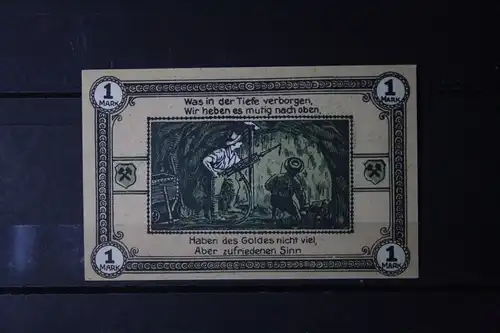 1
MARK
1
MARK
Was in der Tiefe verborgen,
Wir heben es mutig nach oben,
Haben des Goldes nicht viel,
Aber zufriedenen Sinn
1
MARK
1
MARK